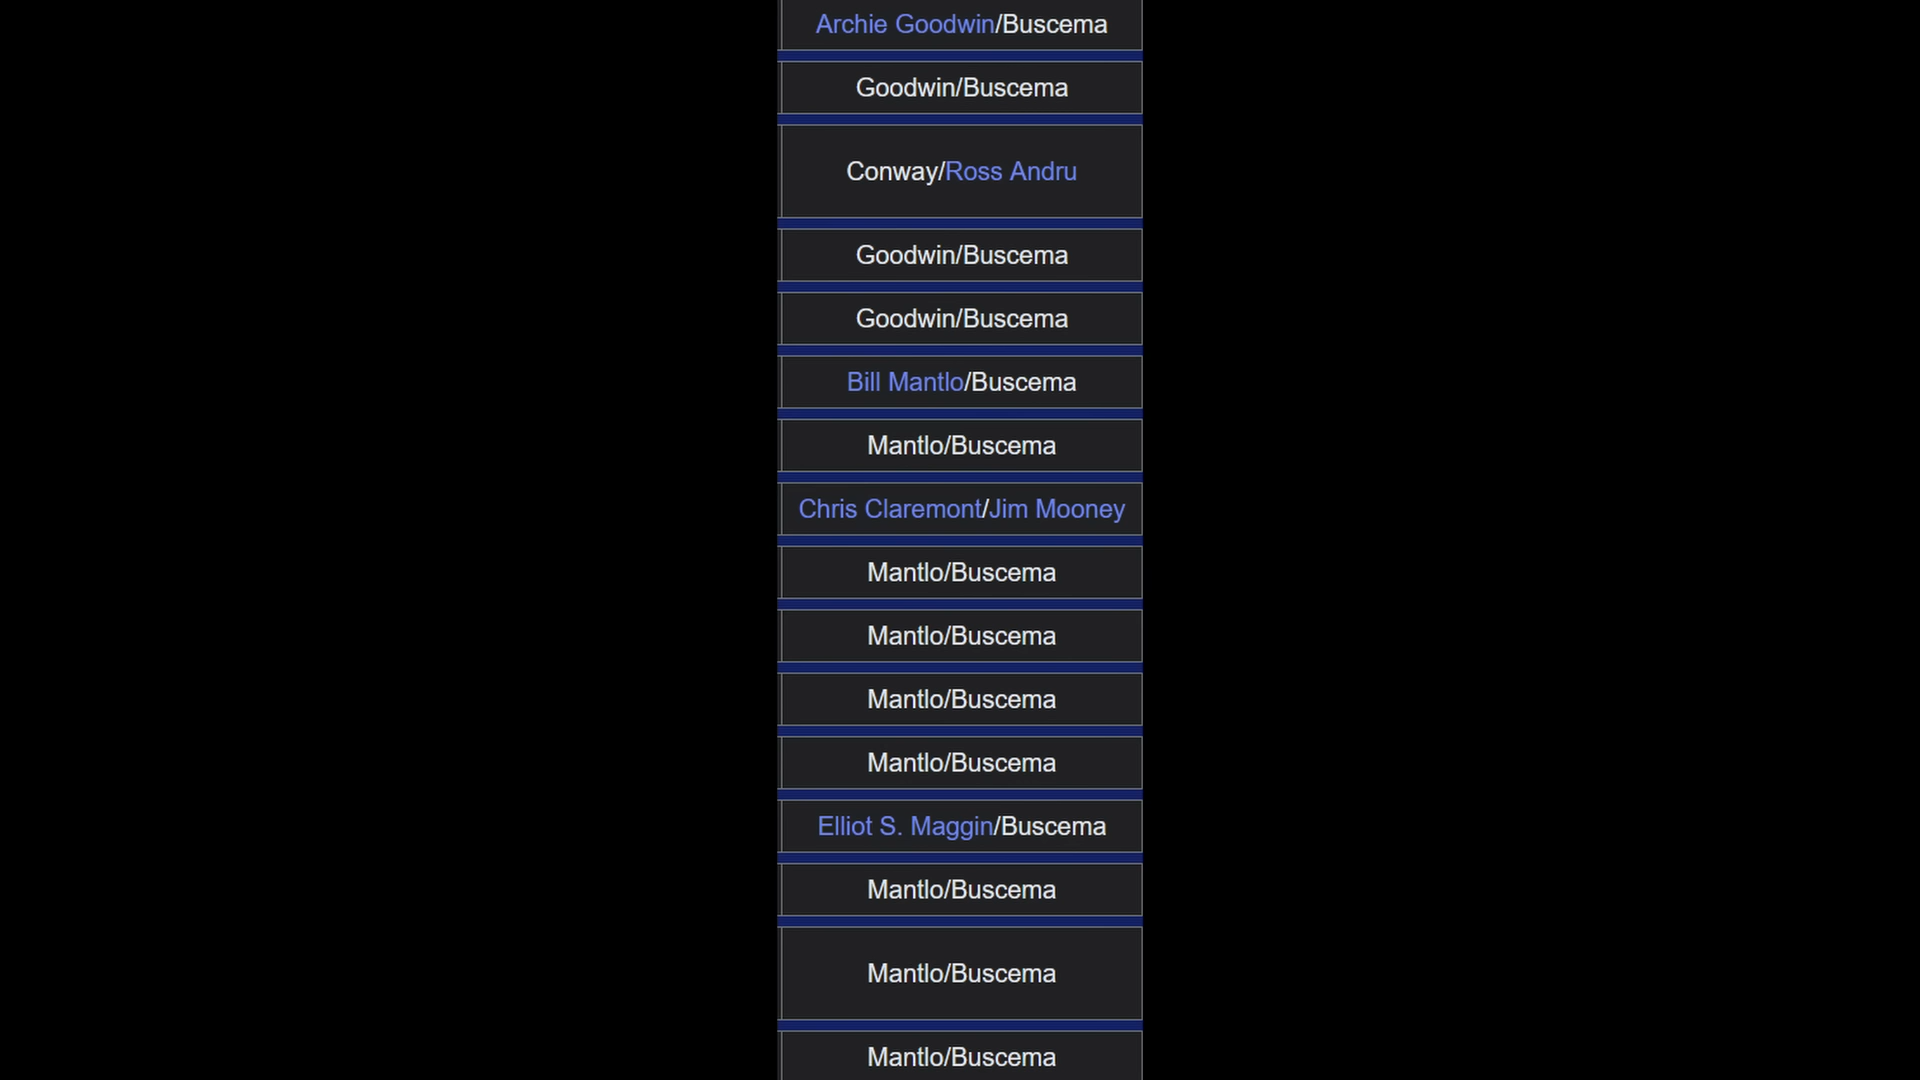 Archie Goodwin/Buscema
Goodwin/Buscema
Conway/Ross Andru
Goodwin/Buscema
Goodwin/Buscema
Bill Mantlo/Buscema
Mantlo/Buscema
Chris Claremont/Jim Mooney
Mantlo/Buscema
Mantlo/Buscema
Mantlo/Buscema
Mantlo/Buscema
Elliot S. Maggin/Buscema
Mantlo/Buscema
Mantlo/Buscema
Mantlo/Buscema